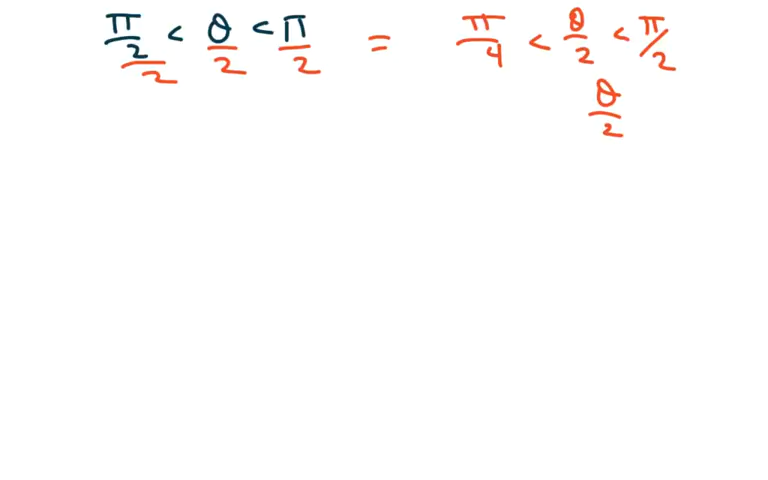 π/2/2 < θ/2 < π/2 = π/4 < θ/2 < π/2
θ/2